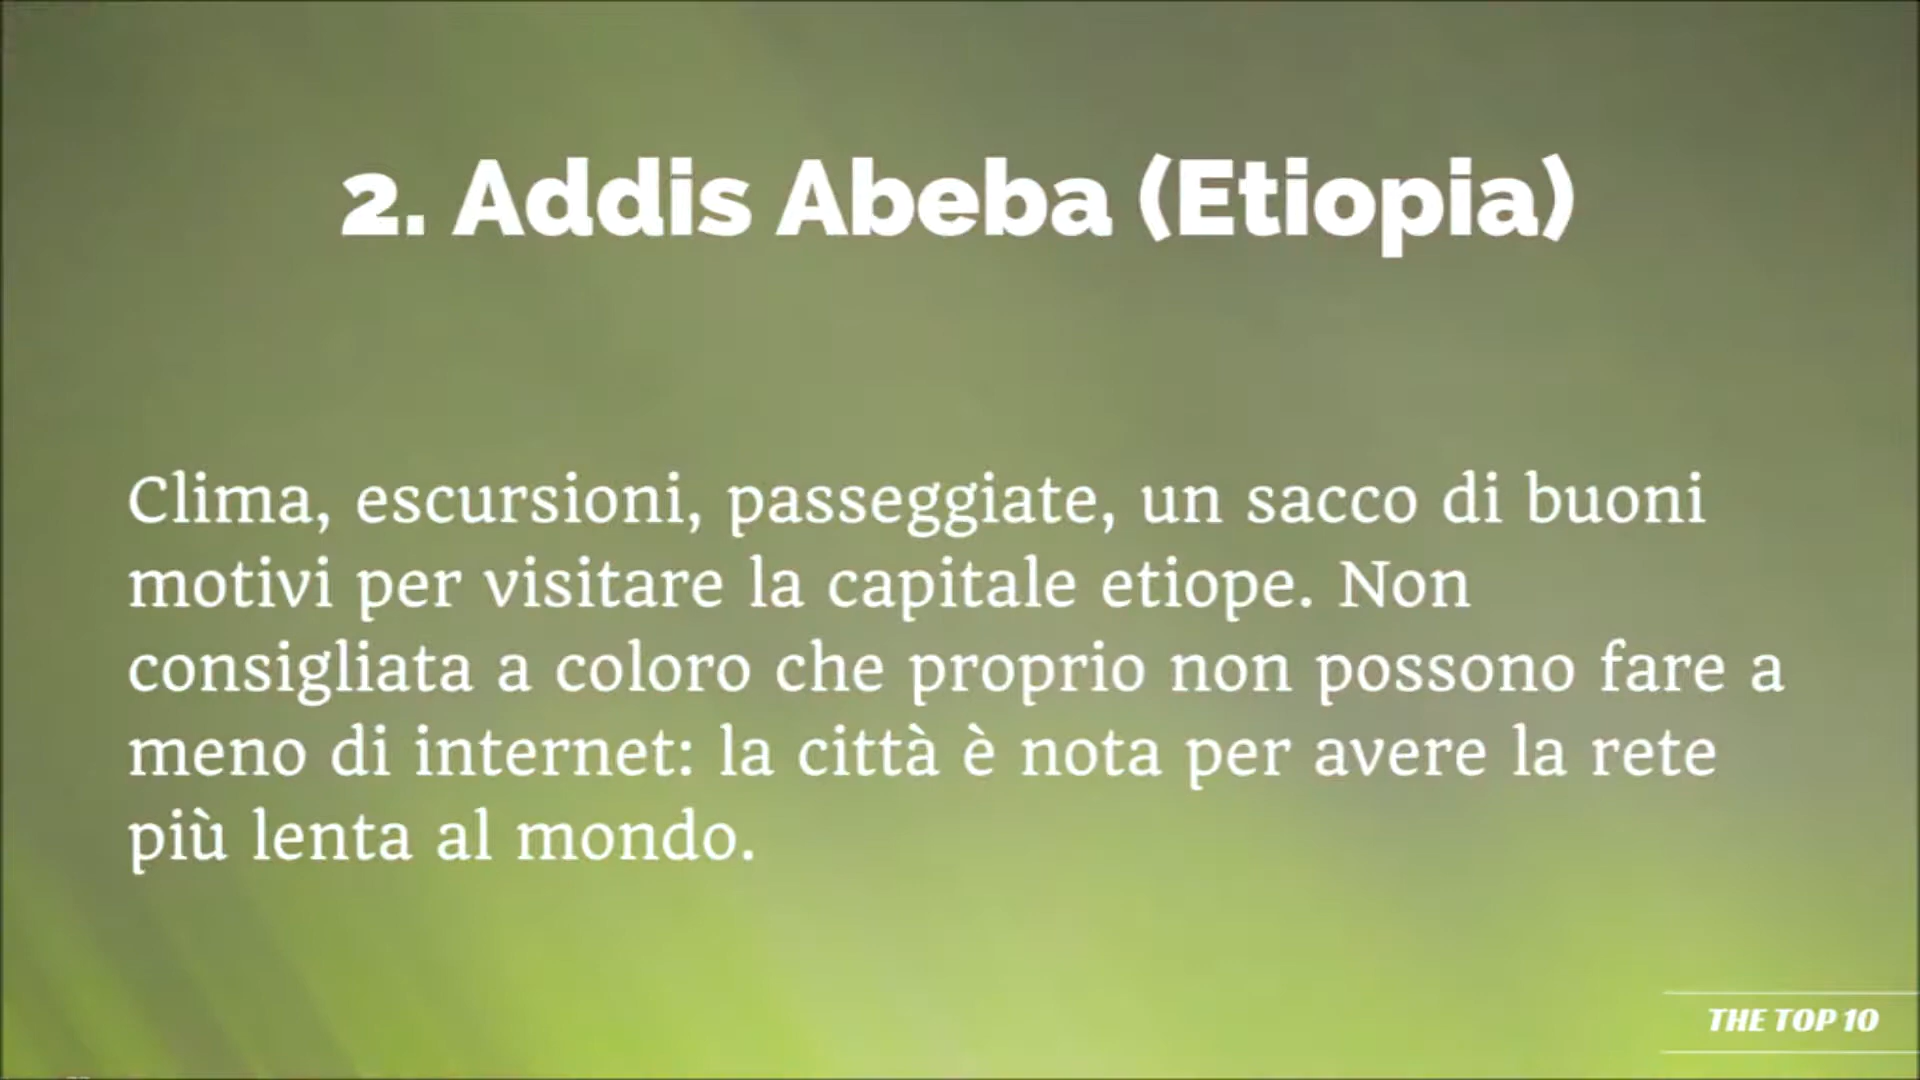 2. Addis Abeba (Etiopia)
Clima, escursioni, passeggiate, un sacco di buoni
motivi per visitare la capitale etiope. Non
consigliata a coloro che proprio non possono fare a
meno di internet: la città è nota per avere la rete
più lenta al mondo.
THE TOP 10